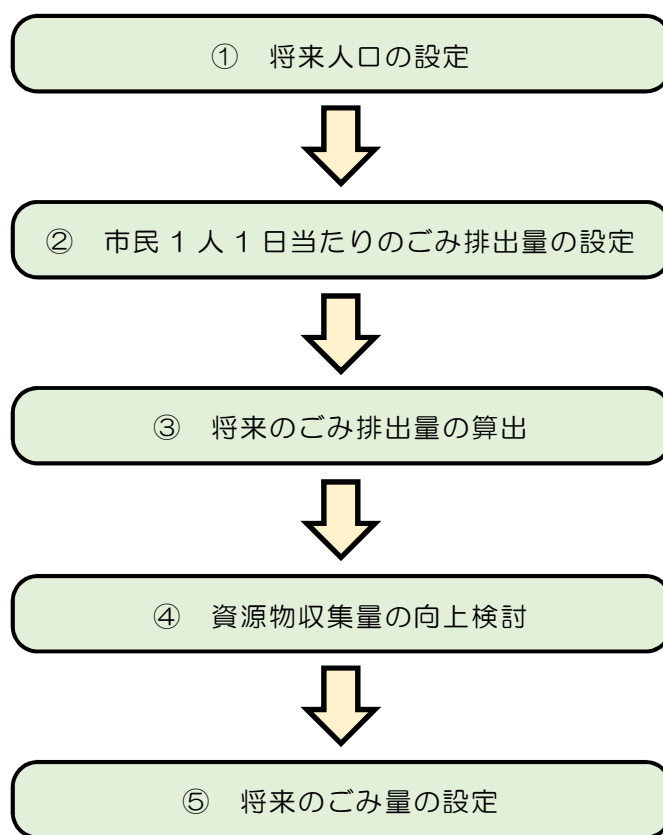 ① 将来人口の設定
② 市民 1 人 1 日当たりのごみ排出量の設定
③ 将来のごみ排出量の算出
④ 資源物収集量の向上検討
⑤ 将来のごみ量の設定